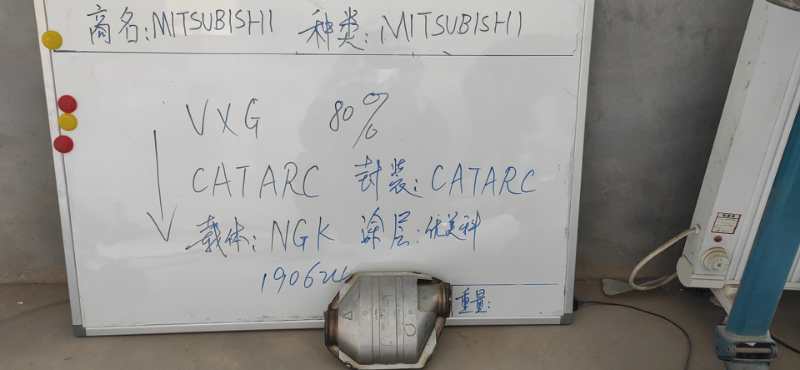 商名:MITSUBISHI 种类:MITSUBISHI
VXG 80%
CATARC 封装:CATARC
载体:NGK 涂层:优美科
19062
重量: